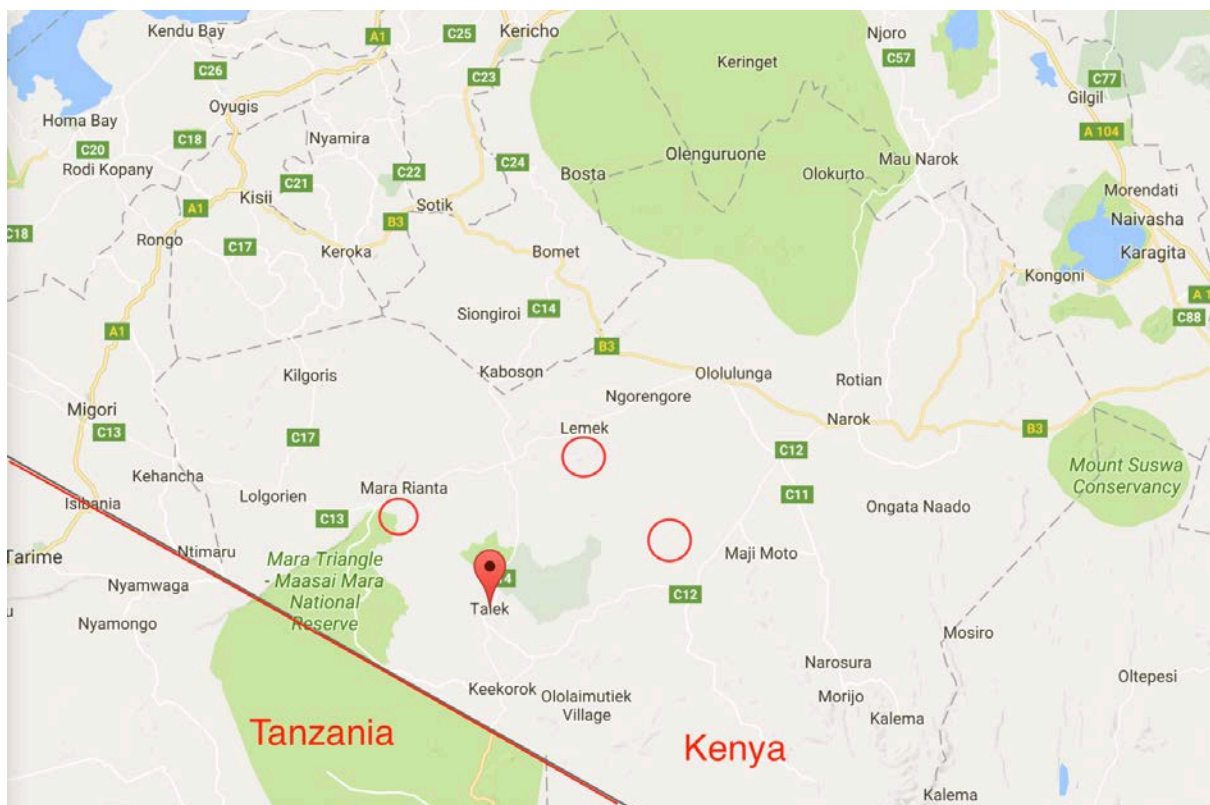 Kendu Bay
A1
C25
Kericho
Njoro
Keringet
C57
C26
C23
C77
Oyugis
Gilgil
Homa Bay
C18
Nyamira
A 104
C20
Rodi Kopany
C24
Olenguruone
Mau Narok
C22
Bosta
Olokurto
C21
Kisii
Morendati
A1
Sotik
Naivasha
C18
Rongo
C17
Keroka
B3
Bomet
Karagita
Kongoni
Siongiroi
C14
A 1
A1
C88
B3
Kilgoris
Kaboson
Ololulunga
Rotian
Ngorengore
Migori
Narok
C13
C17
Lemek
B3
C12
Kehancha
Mount Suswa
Conservancy
Lolgorien
Mara Rianta
C11
Isibania
C13
Ongata Naado
Tarime
Ntimaru
Mara Triangle
- Maasai Mara
National
Reserve
Maji Moto
Nyamwaga
4
C12
u
Nyamongo
Talek
Mosiro
Narosura
Oltepesi
Keekorok
Ololaimutiek
Village
Morijo
Kalema
Tanzania
Kenya
Kalema